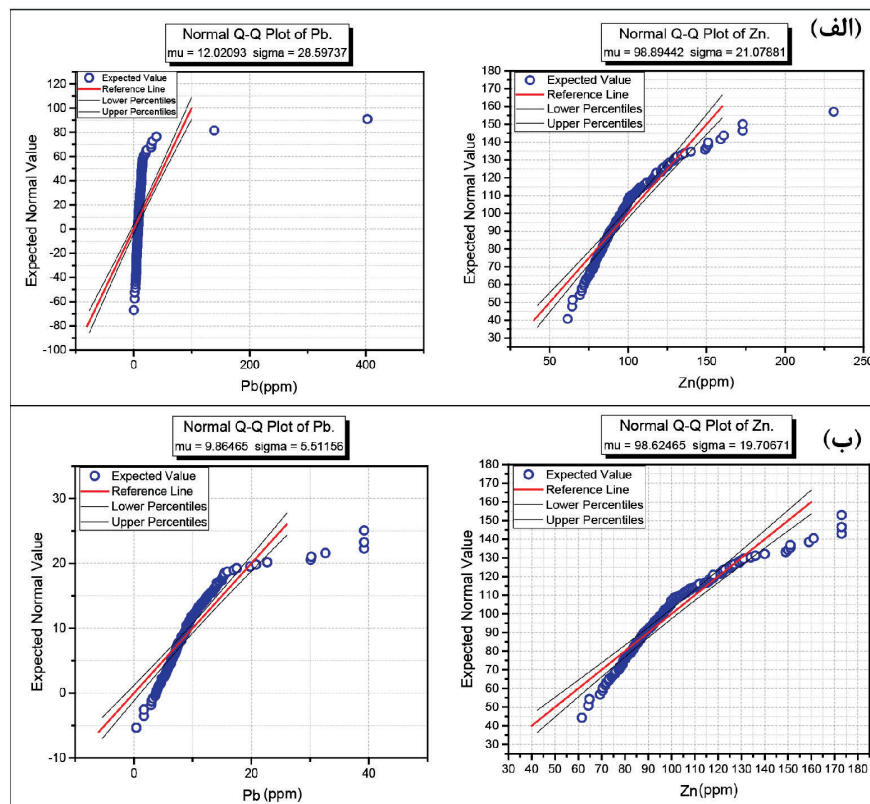 (الف)
Normal Q-Q Plot of Pb.
mu = 12.02093 sigma = 28.59737
Expected Value
Reference Line
Lower Percentiles
Upper Percentiles
120
100
80
60
40
20
0
-20
-40
-60
-80
-100
Expected Normal Value
0 200 400
Pb(ppm)
Normal Q-Q Plot of Zn.
mu = 98.89442 sigma = 21.07881
Expected Value
Reference Line
Lower Percentiles
Upper Percentiles
180
170
160
150
140
130
120
110
100
90
80
70
60
50
40
30
Expected Normal Value
50 100 150 200 250
Zn(ppm)
(ب)
Normal Q-Q Plot of Pb.
mu = 9.86465 sigma = 5.51156
Expected Value
Reference Line
Lower Percentiles
Upper Percentiles
30
20
10
0
-10
Expected Normal Value
0 20 40
Pb(ppm)
Normal Q-Q Plot of Zn.
mu = 98.62465 sigma = 19.70671
Expected Value
Reference Line
Lower Percentiles
Upper Percentiles
180
170
160
150
140
130
120
110
100
90
80
70
60
50
40
30
Expected Normal Value
30 40 50 60 70 80 90 100 110 120 130 140 150 160 170 180
Zn(ppm)